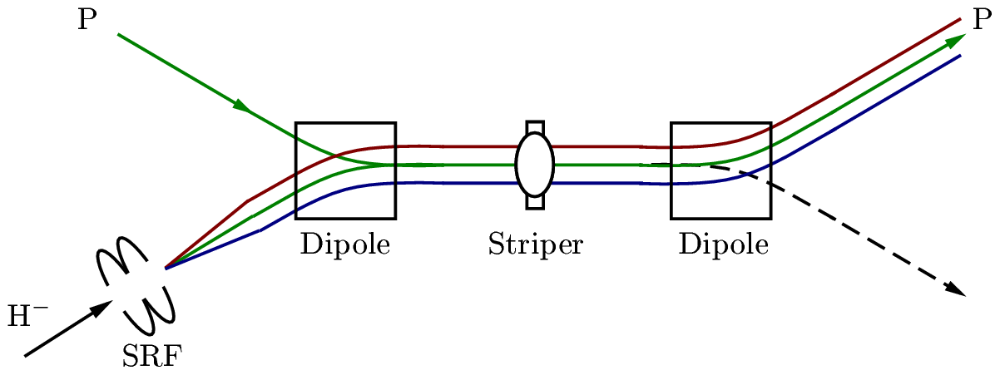 P
P
Dipole
Striper
Dipole
H⁻
SRF